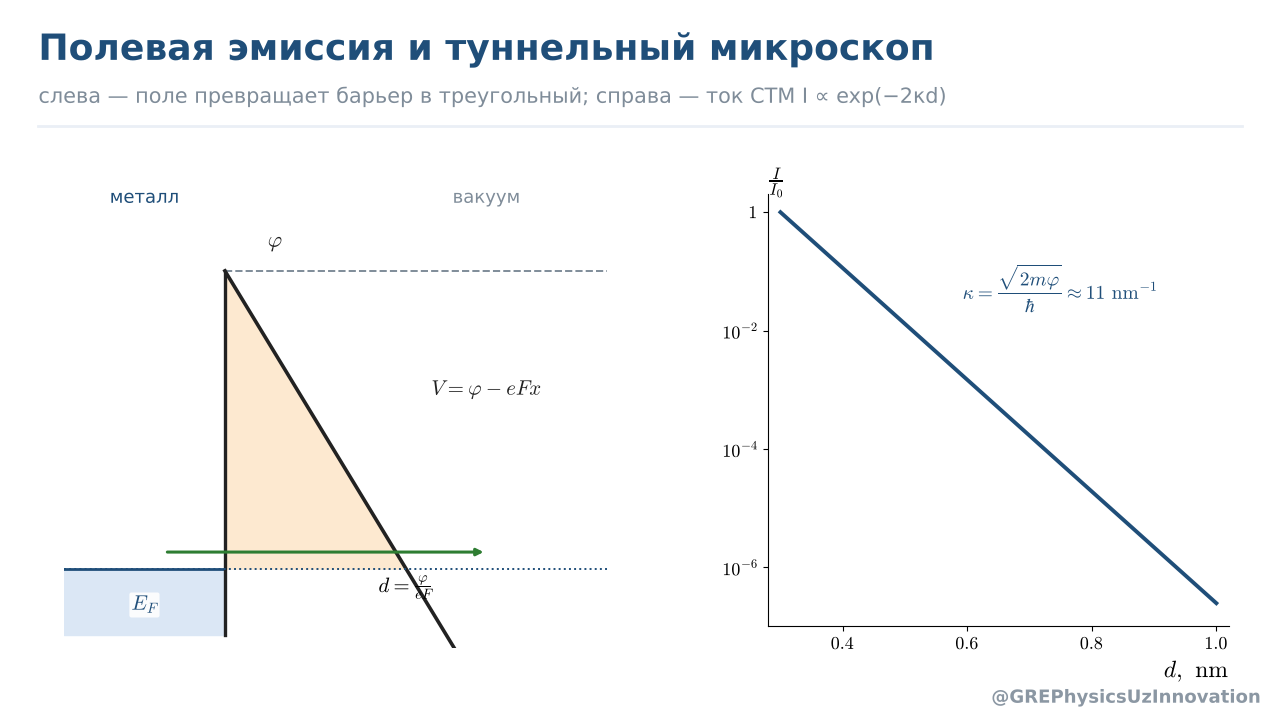 Полевая эмиссия и туннельный микроскоп
слева — поле превращает барьер в треугольный; справа — ток СТМ I ∝ exp(−2κd)
металл
вакуум
φ
V = φ − eFx
d = φ/eF
E_F
I/I₀
1
10⁻²
10⁻⁴
10⁻⁶
κ = √2mφ/ħ ≈ 11 nm⁻¹
0.4 0.6 0.8 1.0
d, nm
@GREPhysicsUzInnovation